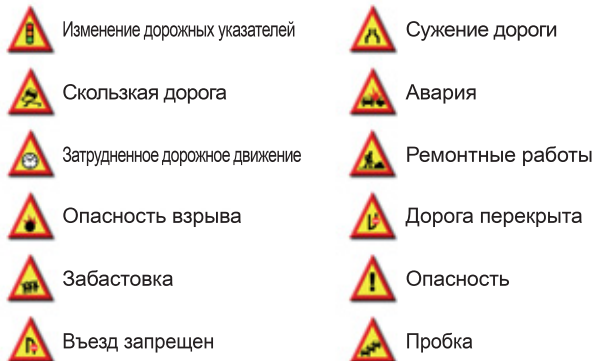 Изменение дорожных указателей
Сужение дороги
Скользкая дорога
Авария
Затрудненное дорожное движение
Ремонтные работы
Опасность взрыва
Дорога перекрыта
Забастовка
Опасность
Въезд запрещен
Пробка